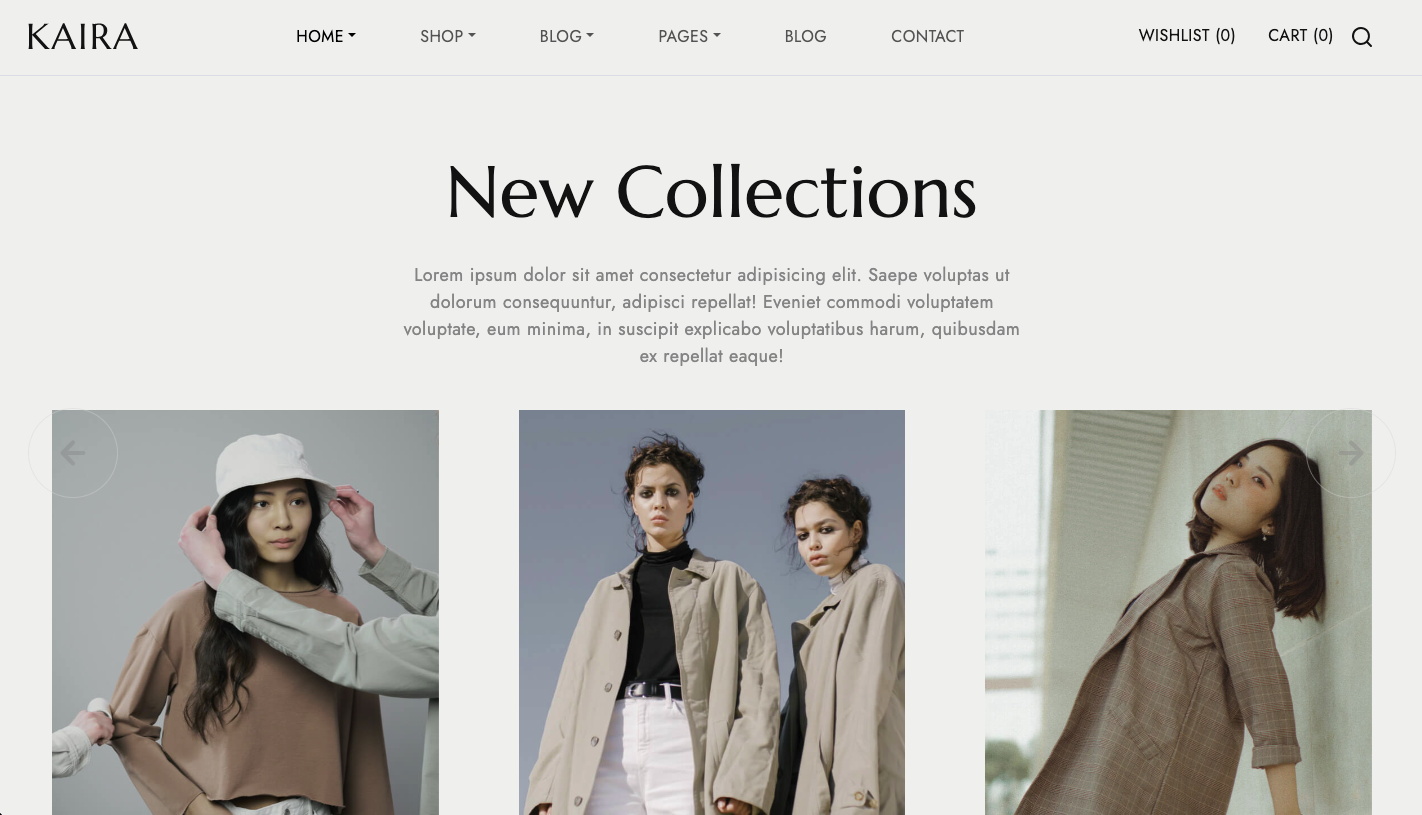 KAIRA
HOME SHOP BLOG PAGES BLOG CONTACT
WISHLIST (0) CART (0)
New Collections
Lorem ipsum dolor sit amet consectetur adipisicing elit. Saepe voluptas ut
dolorum consequuntur, adipisci repellat! Eveniet commodi voluptatem
voluptate, eum minima, in suscipit explicabo voluptatibus harum, quibusdam
ex repellat eaque!